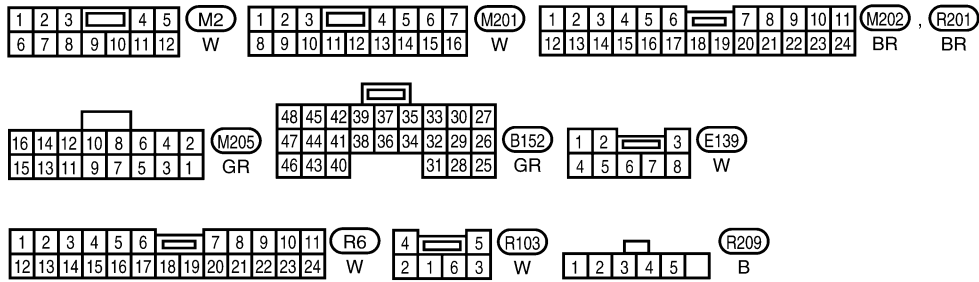 1 2 3 4 5 M2
6 7 8 9 10 11 12 W
1 2 3 4 5 6 7 M201
8 9 10 11 12 13 14 15 16 W
1 2 3 4 5 6 7 8 9 10 11 M202 , R201
12 13 14 15 16 17 18 19 20 21 22 23 24 BR BR
16 14 12 10 8 6 4 2 M205
15 13 11 9 7 5 3 1 GR
48 45 42 39 37 35 33 30 27
47 44 41 38 36 34 32 29 26 B152
46 43 40 31 28 25 GR
1 2 3 E139
4 5 6 7 8 W
1 2 3 4 5 6 7 8 9 10 11 R6
12 13 14 15 16 17 18 19 20 21 22 23 24 W
4 5 R103
2 1 6 3 W
R209
1 2 3 4 5 B